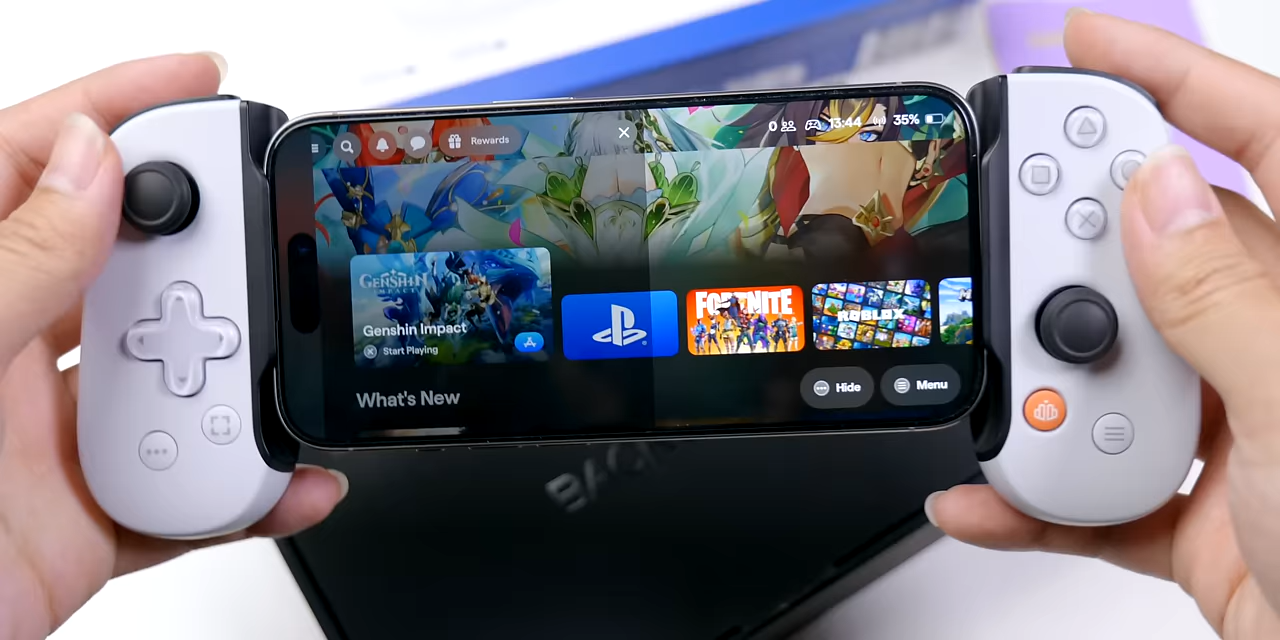 Rewards
0
13:44
35%
GENSHIN
IMPACT
Genshin Impact
Start Playing
FORTNITE
ROBLOX
Hide
Menu
What's New